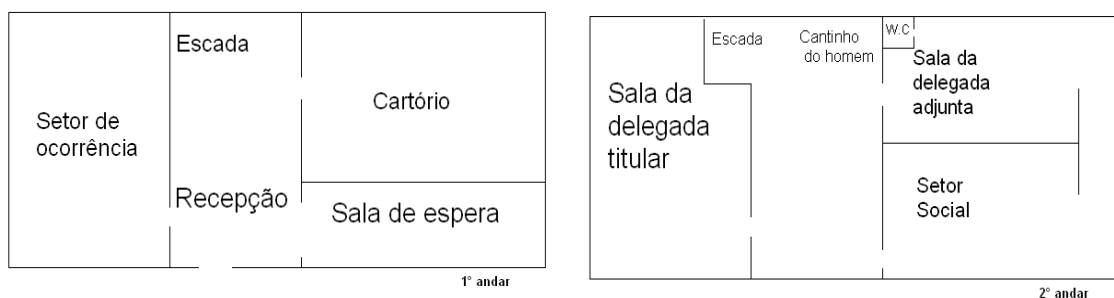 Escada
Setor de
ocorrência
Cartório
Recepção
Sala de espera
1° andar
Escada
Cantinho
do homem
W.C
Sala da
delegada
titular
Sala da
delegada
adjunta
Setor
Social
2° andar